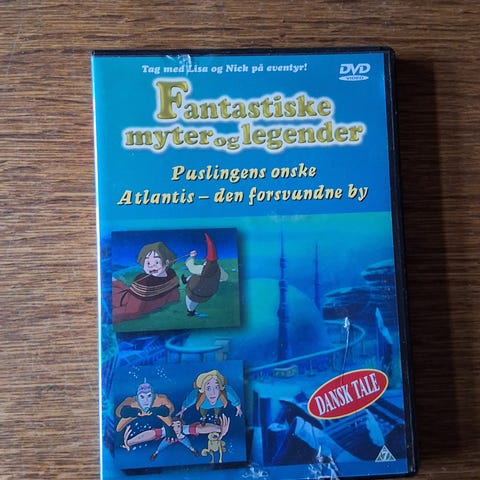 Tag med Lisa og Nick på eventyr!
DVD
VIDEO
Fantastiske
myter og legender
Puslingens onske
Atlantis – den forsvundne by
DANSK TALE
7